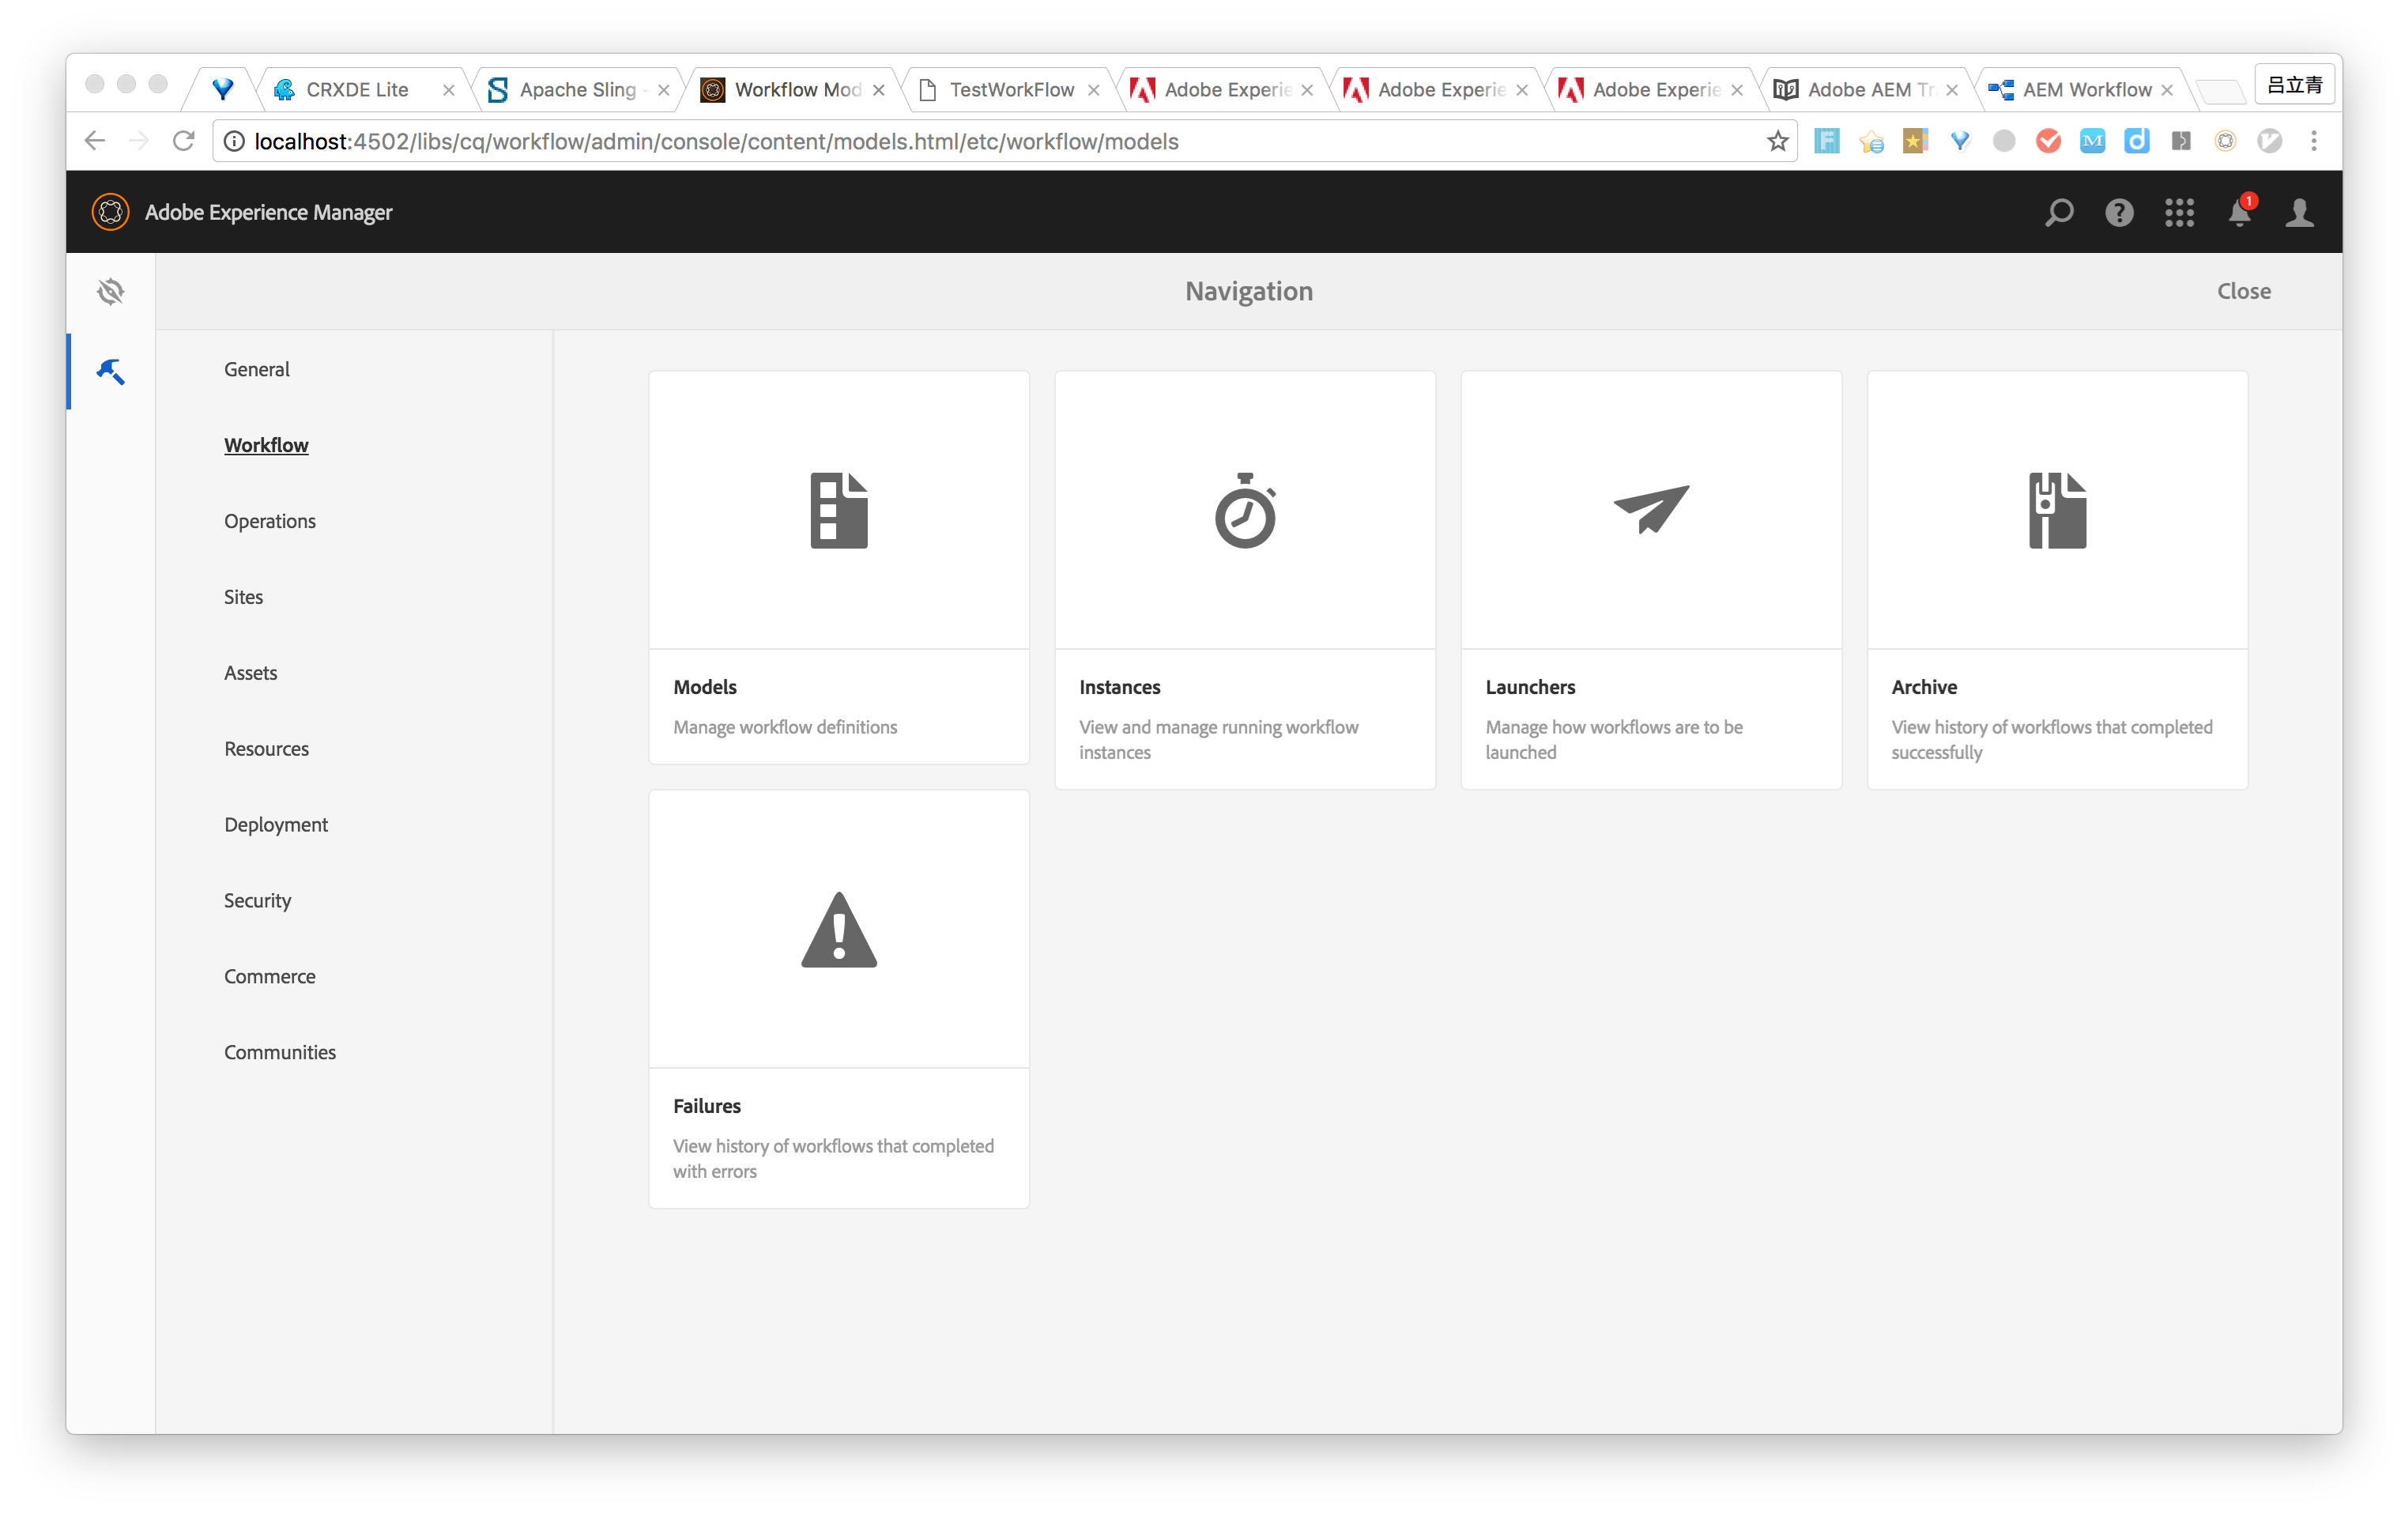 CRXDE Lite
Apache Sling -
Workflow Mod
TestWorkFlow
Adobe Experie
Adobe Experie
Adobe Experie
Adobe AEM Tr
AEM Workflow
吕立青
localhost:4502/libs/cq/workflow/admin/console/content/models.html/etc/workflow/models
Adobe Experience Manager
1
Navigation
Close
General
Workflow
Operations
Sites
Assets
Resources
Deployment
Security
Commerce
Communities
Models
Manage workflow definitions
Instances
View and manage running workflow
instances
Launchers
Manage how workflows are to be
launched
Archive
View history of workflows that completed
successfully
Failures
View history of workflows that completed
with errors